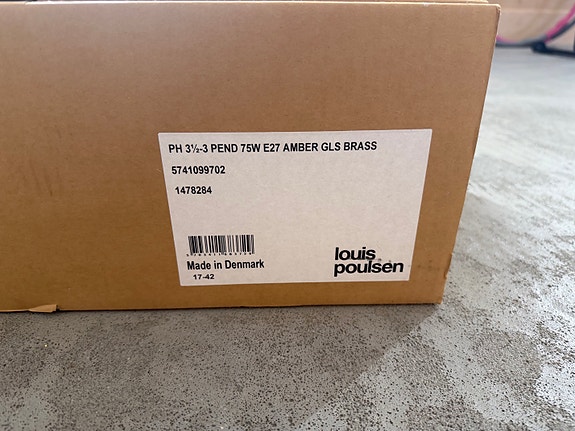 PH 3½-3 PEND 75W E27 AMBER GLS BRASS
5741099702
1478284
Made in Denmark
17-42
louis
poulsen